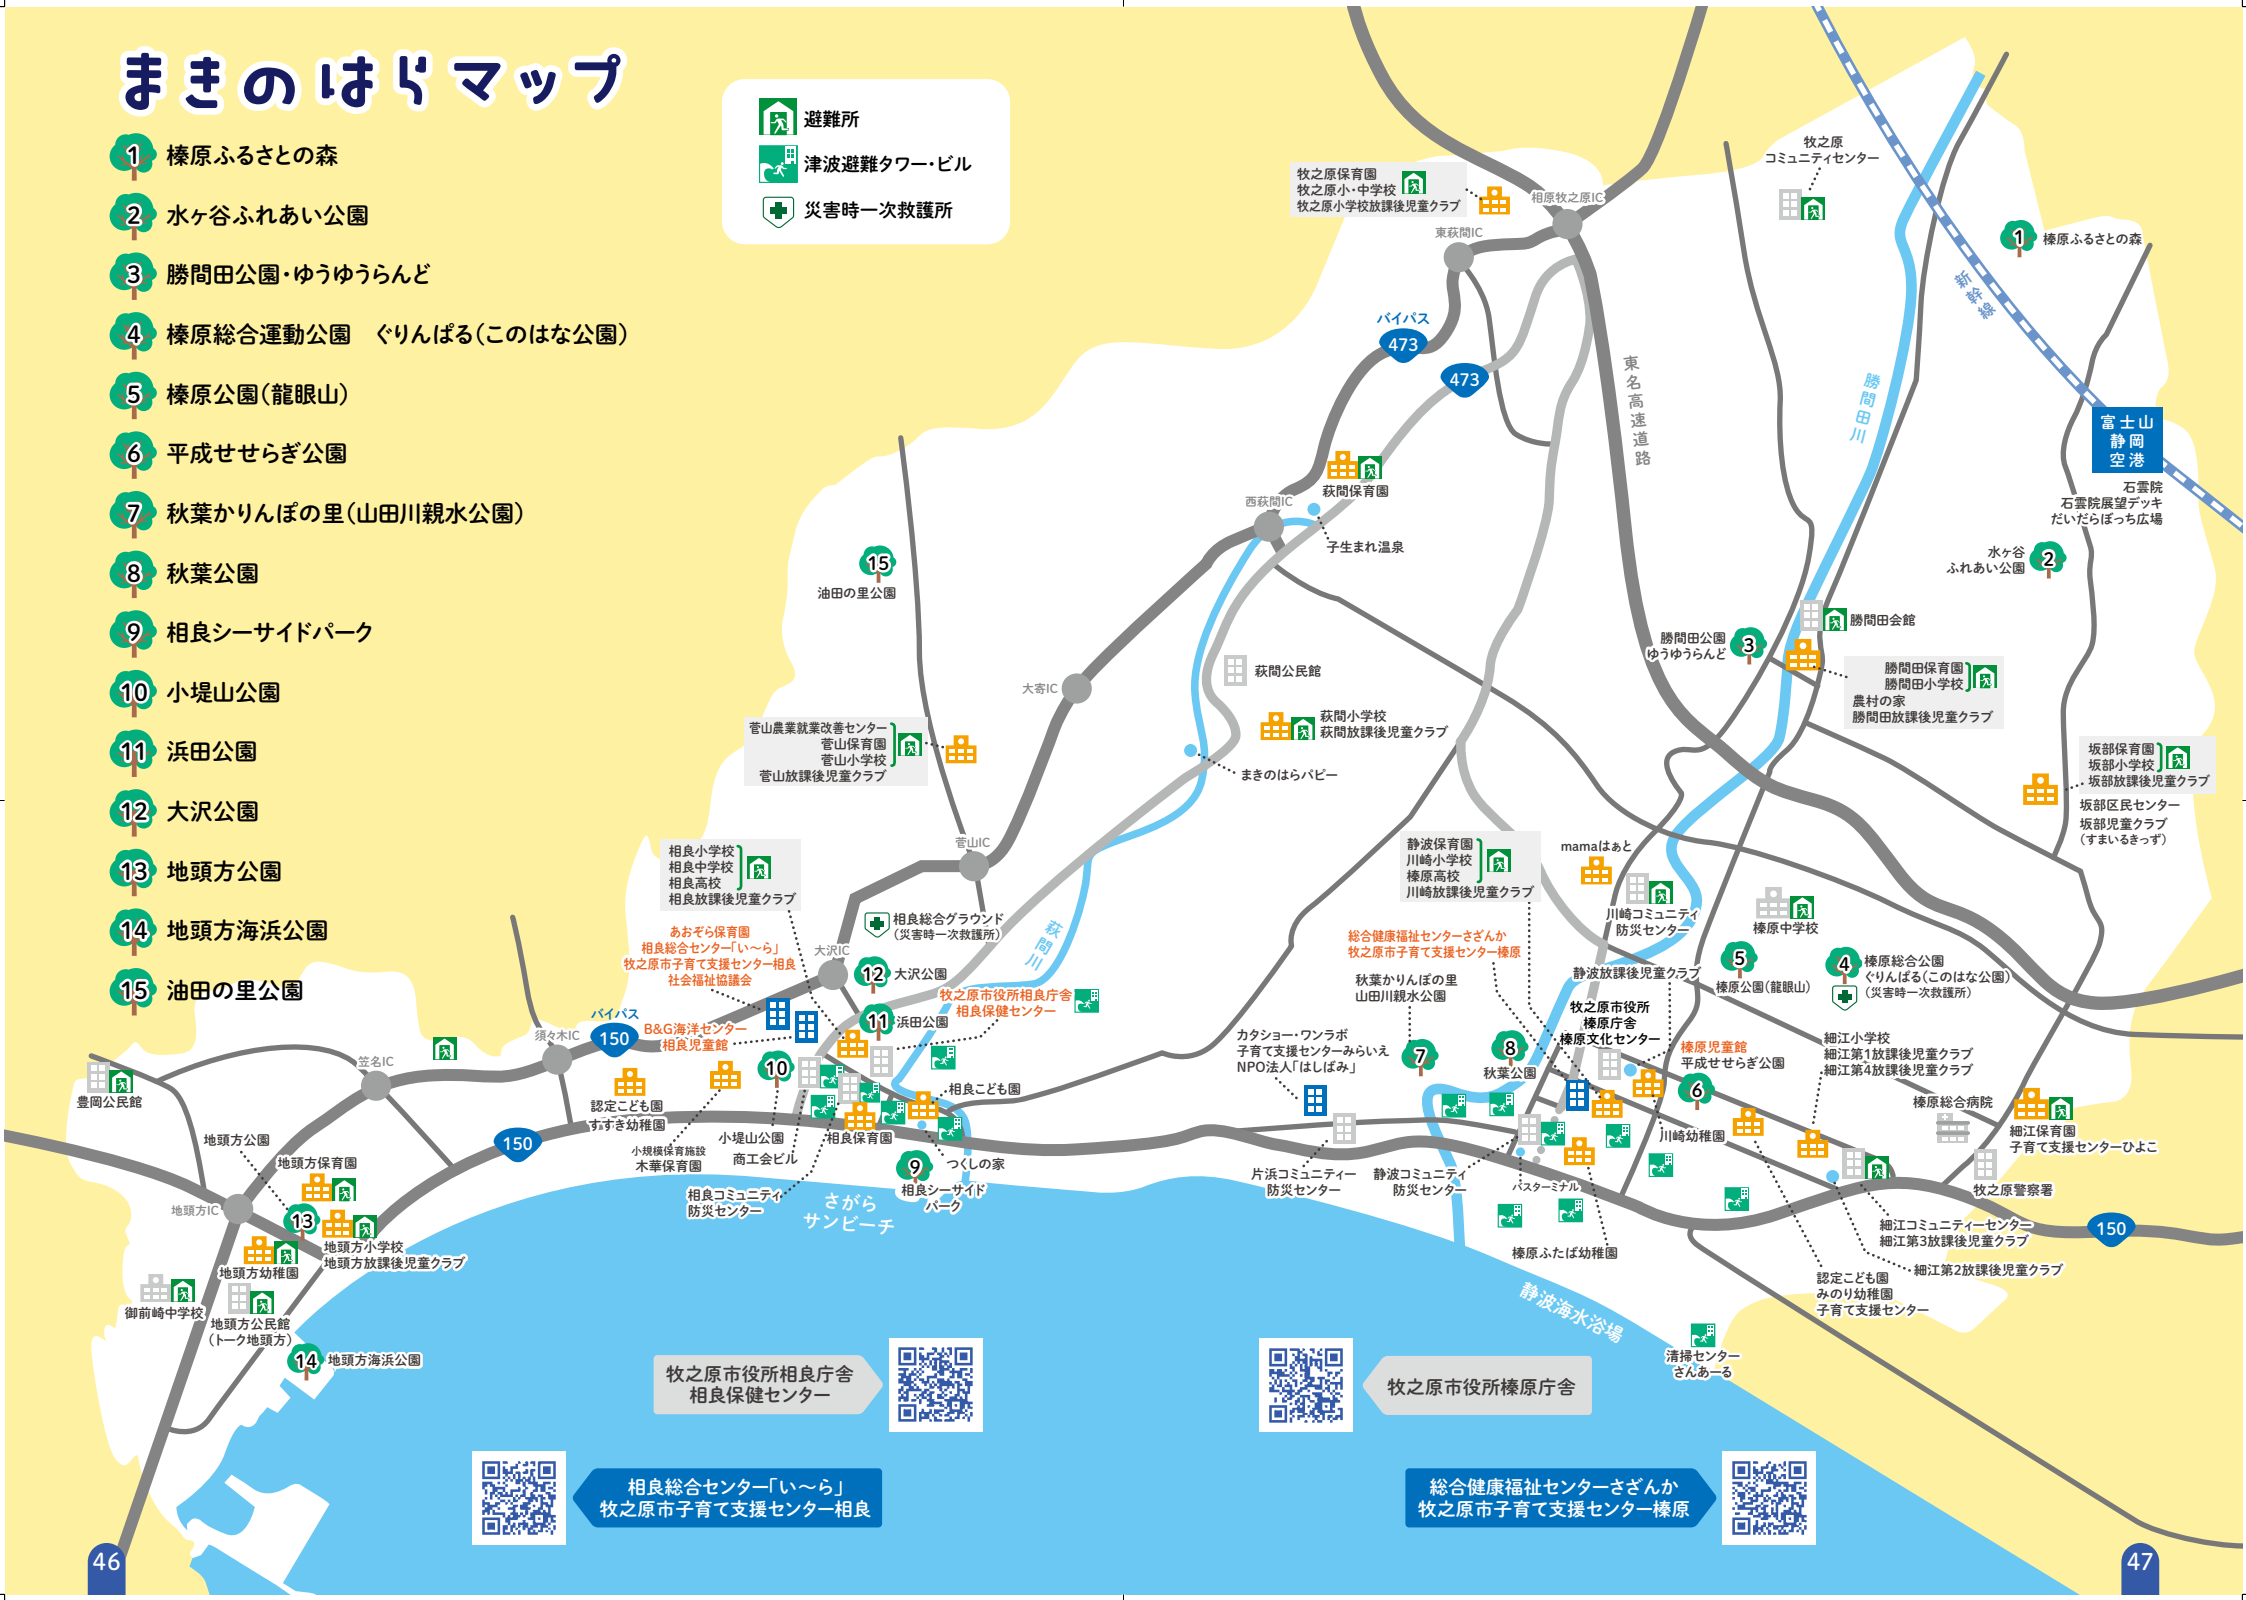 まきのはらマップ
1 榛原ふるさとの森
2 水ヶ谷ふれあい公園
3 勝間田公園・ゆうゆうらんど
4 榛原総合運動公園　ぐりんぱる(このはな公園)
5 榛原公園(龍眼山)
6 平成せせらぎ公園
7 秋葉かりんぽの里(山田川親水公園)
8 秋葉公園
9 相良シーサイドパーク
10 小堤山公園
11 浜田公園
12 大沢公園
13 地頭方公園
14 地頭方海浜公園
15 油田の里公園
避難所
津波避難タワー・ビル
災害時一次救護所
牧之原保育園
牧之原小・中学校
牧之原小学校放課後児童クラブ
相原牧之原IC
東萩間IC
牧之原
コミュニティセンター
1
榛原ふるさとの森
新幹線
バイパス
473
473
東名高速道路
勝間田川
富士山
静岡
空港
石雲院
石雲院展望デッキ
だいだらぼっち広場
水ヶ谷
ふれあい公園
2
萩間保育園
西萩間IC
子生まれ温泉
15
油田の里公園
勝間田会館
勝間田公園
ゆうゆうらんど
3
勝間田保育園
勝間田小学校
農村の家
勝間田放課後児童クラブ
萩間公民館
大寄IC
萩間小学校
萩間放課後児童クラブ
まきのはらパピー
菅山農業就業改善センター
菅山保育園
菅山小学校
菅山放課後児童クラブ
坂部保育園
坂部小学校
坂部放課後児童クラブ
坂部区民センター
坂部児童クラブ
(すまいるきっず)
菅山IC
相良小学校
相良中学校
相良高校
相良放課後児童クラブ
静波保育園
川崎小学校
榛原高校
川崎放課後児童クラブ
mamaはぁと
川崎コミュニティ
防災センター
榛原中学校
相良総合グラウンド
(災害時一次救護所)
萩間川
あおぞら保育園
相良総合センター「い〜ら」
牧之原市子育て支援センター相良
社会福祉協議会
大沢IC
12
大沢公園
総合健康福祉センターさざんか
牧之原市子育て支援センター榛原
秋葉かりんぽの里
山田川親水公園
静波放課後児童クラブ
5
榛原公園(龍眼山)
4
榛原総合公園
ぐりんぱる(このはな公園)
(災害時一次救護所)
牧之原市役所相良庁舎
相良保健センター
11
浜田公園
バイパス
150
B&G海洋センター
相良児童館
須々木IC
笠名IC
豊岡公民館
牧之原市役所
榛原庁舎
榛原文化センター
カタショー・ワンラボ
子育て支援センターみらいえ
NPO法人「はしばみ」
7
8
秋葉公園
榛原児童館
平成せせらぎ公園
6
細江小学校
細江第1放課後児童クラブ
細江第4放課後児童クラブ
榛原総合病院
細江保育園
子育て支援センターひよこ
10
相良こども園
認定こども園
すすき幼稚園
150
小規模保育施設
木華保育園
小堤山公園
商工会ビル
相良保育園
つくしの家
9
相良シーサイド
パーク
相良コミュニティ
防災センター
さがら
サンビーチ
川崎幼稚園
片浜コミュニティー
防災センター
静波コミュニティ
防災センター
バスターミナル
牧之原警察署
150
細江コミュニティーセンター
細江第3放課後児童クラブ
細江第2放課後児童クラブ
認定こども園
みのり幼稚園
子育て支援センター
榛原ふたば幼稚園
静波海水浴場
清掃センター
さんあーる
地頭方公園
地頭方保育園
地頭方IC
13
地頭方小学校
地頭方放課後児童クラブ
地頭方幼稚園
御前崎中学校
地頭方公民館
(トーク地頭方)
14
地頭方海浜公園
牧之原市役所相良庁舎
相良保健センター
牧之原市役所榛原庁舎
相良総合センター「い〜ら」
牧之原市子育て支援センター相良
総合健康福祉センターさざんか
牧之原市子育て支援センター榛原
46
47